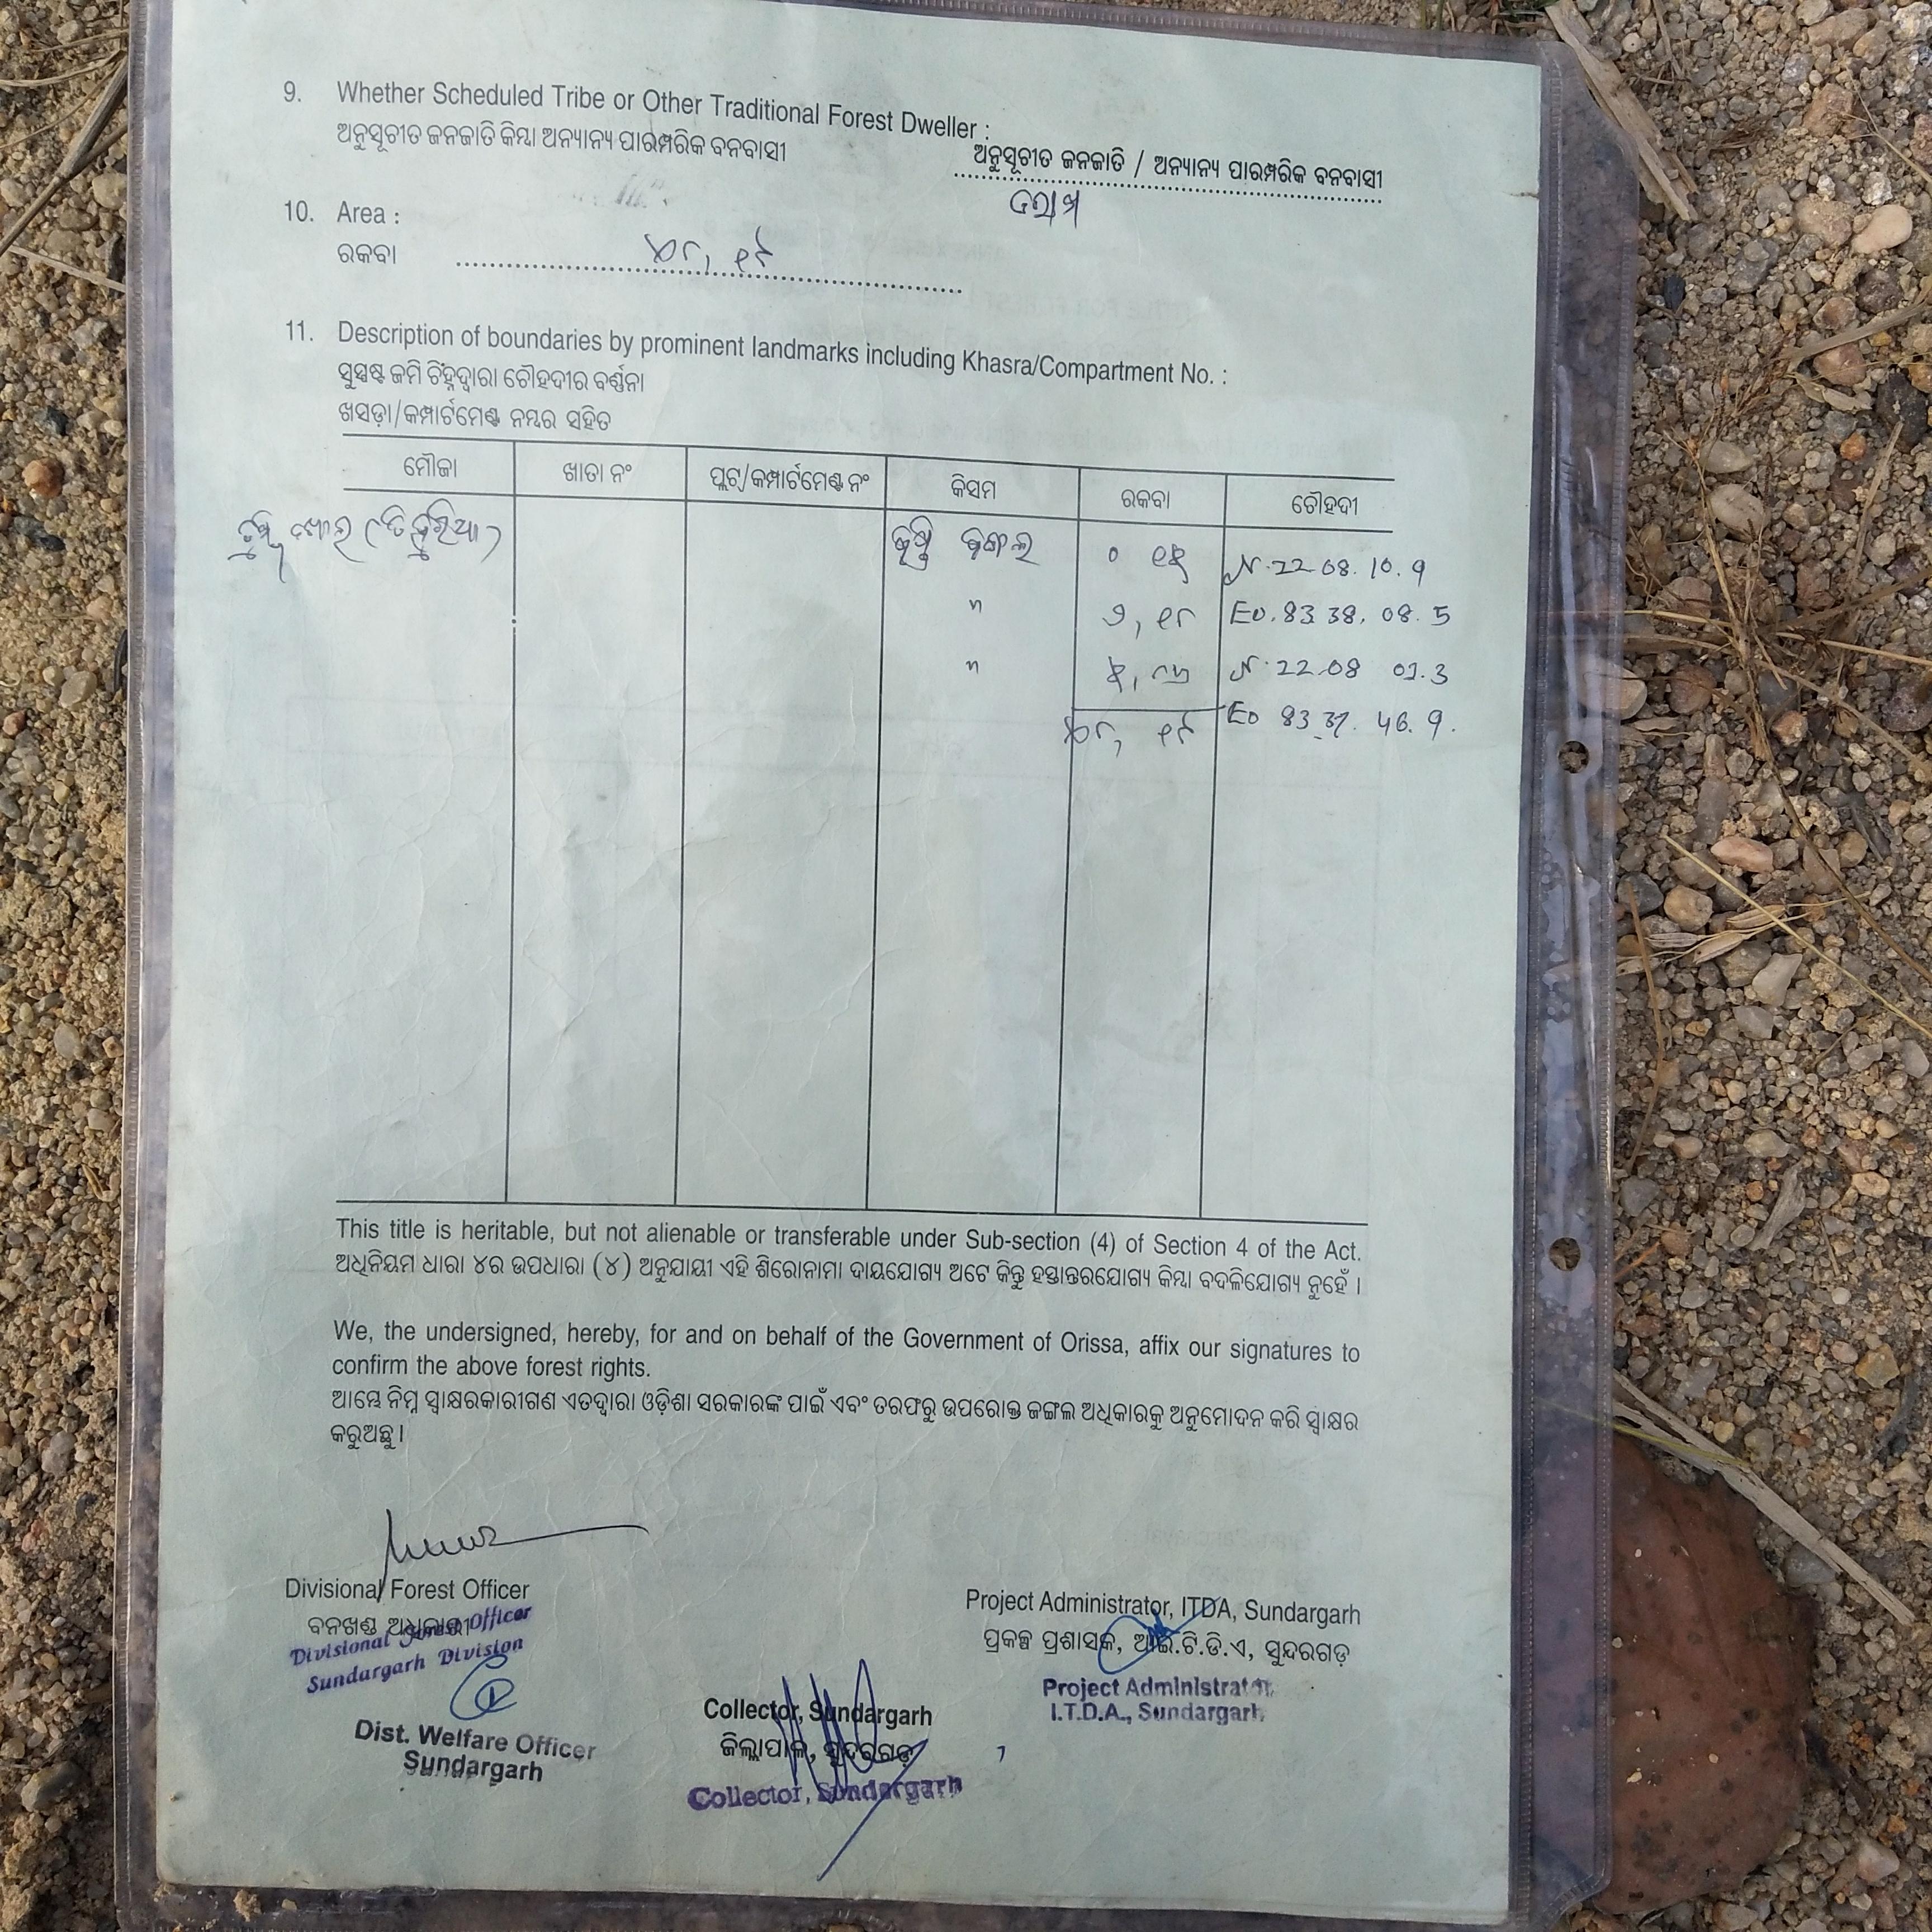 9. Whether Scheduled Tribe or Other Traditional Forest Dweller :
ଅନୁସୂଚୀତ ଜନଜାତି କିମ୍ବା ଅନ୍ୟାନ୍ୟ ପାରମ୍ପରିକ ବନବାସୀ
ଅନୁସୂଚୀତ ଜନଜାତି / ଅନ୍ୟାନ୍ୟ ପାରମ୍ପରିକ ବନବାସୀ
10. Area :
ରକବା
11. Description of boundaries by prominent landmarks including Khasra/Compartment No. :
ସୁସ୍ପଷ୍ଟ ଜମି ଚିହ୍ନଦ୍ୱାରା ଚୌହଦୀର ବର୍ଣ୍ଣନା
ଖସଡ଼ା/କମ୍ପାର୍ଟମେଣ୍ଟ ନମ୍ବର ସହିତ
ମୌଜା ଖାତା ନଂ ପ୍ଲଟ୍/କମ୍ପାର୍ଟମେଣ୍ଟ ନଂ କିସମ ରକବା ଚୌହଦୀ
ଜଙ୍ଗଲ N. 22 08. 10. 9
" E0. 83 38. 08. 5
" N. 22 08 01. 3
E0 83 37. 46. 9.
This title is heritable, but not alienable or transferable under Sub-section (4) of Section 4 of the Act.
ଅଧିନିୟମ ଧାରା ୪ର ଉପଧାରା (୪) ଅନୁଯାୟୀ ଏହି ଶିରୋନାମା ଦାୟଯୋଗ୍ୟ ଅଟେ କିନ୍ତୁ ହସ୍ତାନ୍ତରଯୋଗ୍ୟ କିମ୍ବା ବଦଳିଯୋଗ୍ୟ ନୁହେଁ ।
We, the undersigned, hereby, for and on behalf of the Government of Orissa, affix our signatures to
confirm the above forest rights.
ଆମ୍ଭେ ନିମ୍ନ ସ୍ୱାକ୍ଷରକାରୀଗଣ ଏତଦ୍ୱାରା ଓଡ଼ିଶା ସରକାରଙ୍କ ପାଇଁ ଏବଂ ତରଫରୁ ଉପରୋକ୍ତ ଜଙ୍ଗଲ ଅଧିକାରକୁ ଅନୁମୋଦନ କରି ସ୍ୱାକ୍ଷର
କରୁଅଛୁ ।
Divisional Forest Officer
ବନଖଣ୍ଡ ଅଧିକାରୀ
Divisional Forest Officer
Sundargarh Division
Dist. Welfare Officer
Sundargarh
Collector, Sundargarh
ଜିଲ୍ଲାପାଳ, ସୁନ୍ଦରଗଡ଼
Collector, Sundargarh
Project Administrator, ITDA, Sundargarh
ପ୍ରକଳ୍ପ ପ୍ରଶାସକ, ଆଇ.ଟି.ଡି.ଏ, ସୁନ୍ଦରଗଡ଼
Project Administrator
I.T.D.A., Sundargarh